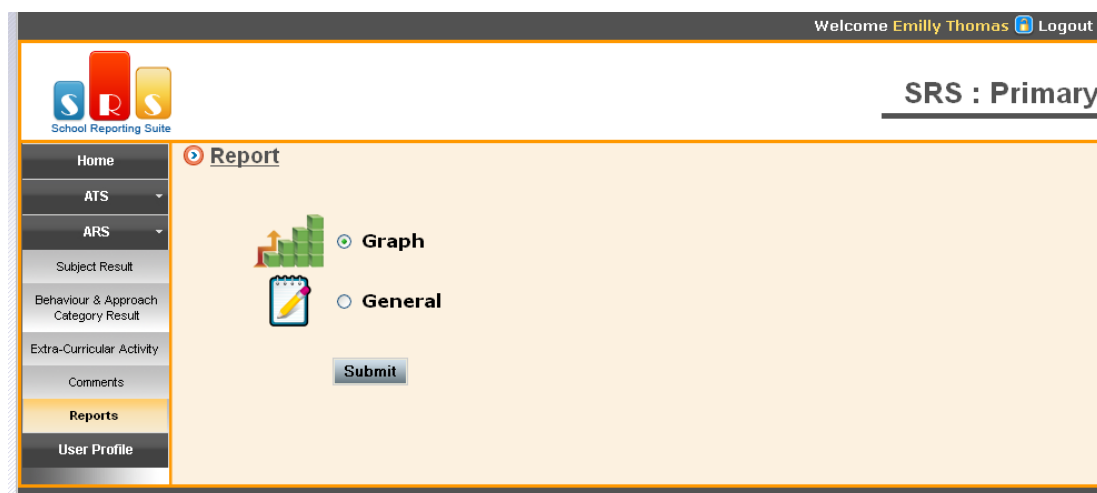 Welcome Emilly Thomas Logout
S R S
School Reporting Suite
SRS : Primary
Home
ATS
ARS
Subject Result
Behaviour & Approach
Category Result
Extra-Curricular Activity
Comments
Reports
User Profile
Report
Graph
General
Submit